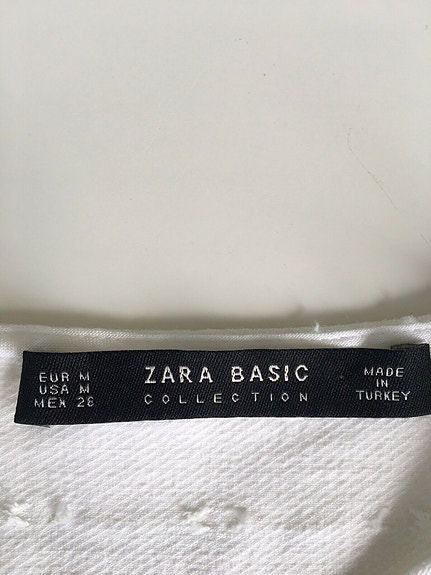 EUR M
USA M
MEX 28
ZARA BASIC
COLLECTION
MADE
IN
TURKEY